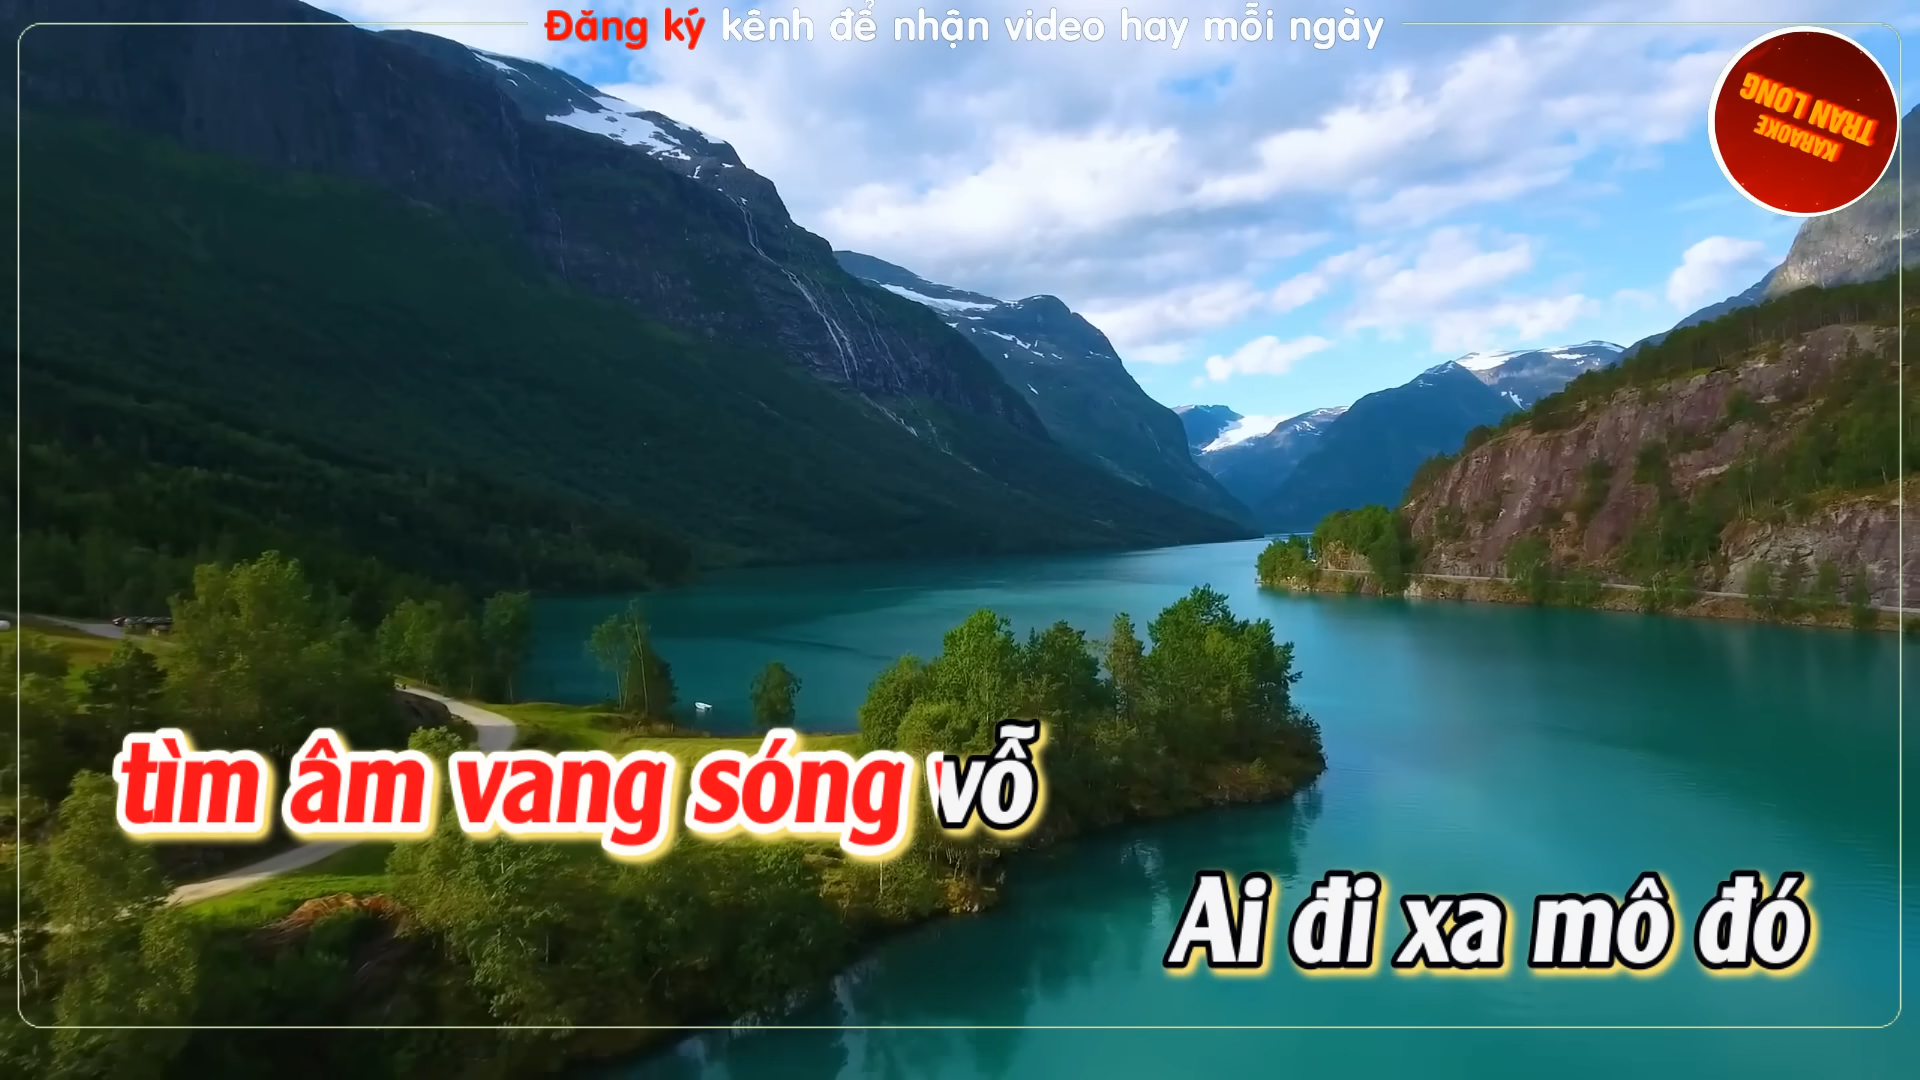 Đăng ký kênh để nhận video hay mỗi ngày
KARAOKE
TRAN LONG
tìm âm vang sóng vỗ
Ai đi xa mô đó